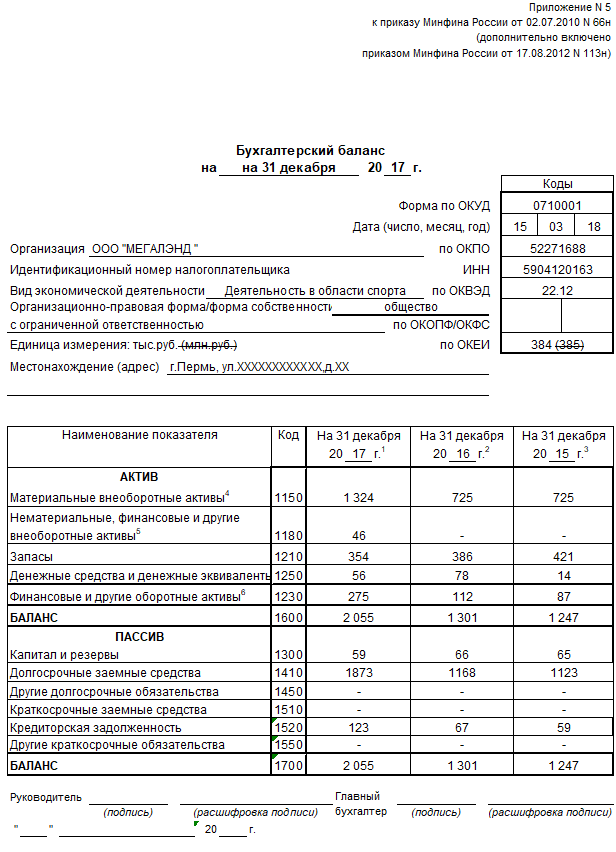 Приложение N 5
к приказу Минфина России от 02.07.2010 N 66н
(дополнительно включено
приказом Минфина России от 17.08.2012 N 113н)
Бухгалтерский баланс
на на 31 декабря 20 17 г.
Коды
Форма по ОКУД 0710001
Дата (число, месяц, год) 15 03 18
Организация ООО "МЕГАЛЭНД " по ОКПО 52271688
Идентификационный номер налогоплательщика ИНН 5904120163
Вид экономической деятельности Деятельность в области спорта по ОКВЭД 22.12
Организационно-правовая форма/форма собственности общество
с ограниченной ответственностью по ОКОПФ/ОКФС
Единица измерения: тыс.руб. (млн.руб.) по ОКЕИ 384 (385)
Местонахождение (адрес) г.Пермь, ул.ХХХХХХХХХХХХ,д.ХХ
Наименование показателя Код На 31 декабря На 31 декабря На 31 декабря
20 17 г.1 20 16 г.2 20 15 г.3
АКТИВ
Материальные внеоборотные активы4 1150 1 324 725 725
Нематериальные, финансовые и другие
внеоборотные активы5 1180 46 - -
Запасы 1210 354 386 421
Денежные средства и денежные эквиваленты 1250 56 78 14
Финансовые и другие оборотные активы6 1230 275 112 87
БАЛАНС 1600 2 055 1 301 1 247
ПАССИВ
Капитал и резервы 1300 59 66 65
Долгосрочные заемные средства 1410 1873 1168 1123
Другие долгосрочные обязательства 1450 - - -
Краткосрочные заемные средства 1510 - - -
Кредиторская задолженность 1520 123 67 59
Другие краткосрочные обязательства 1550 - - -
БАЛАНС 1700 2 055 1 301 1 247
Руководитель Главный
(подпись) (расшифровка подписи) бухгалтер (подпись) (расшифровка подписи)
" " 20 г.